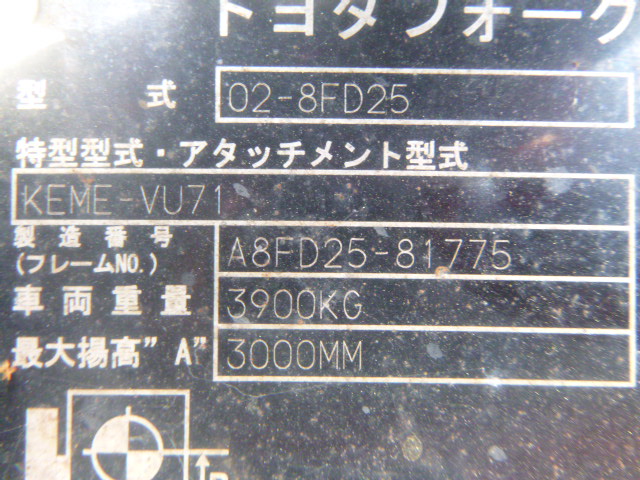 トヨタフォーク
型式 02-8FD25
特型型式・アタッチメント型式
KEME-VU71
製造番号
(フレームNO.) A8FD25-81775
車両重量 3900KG
最大揚高"A" 3000MM